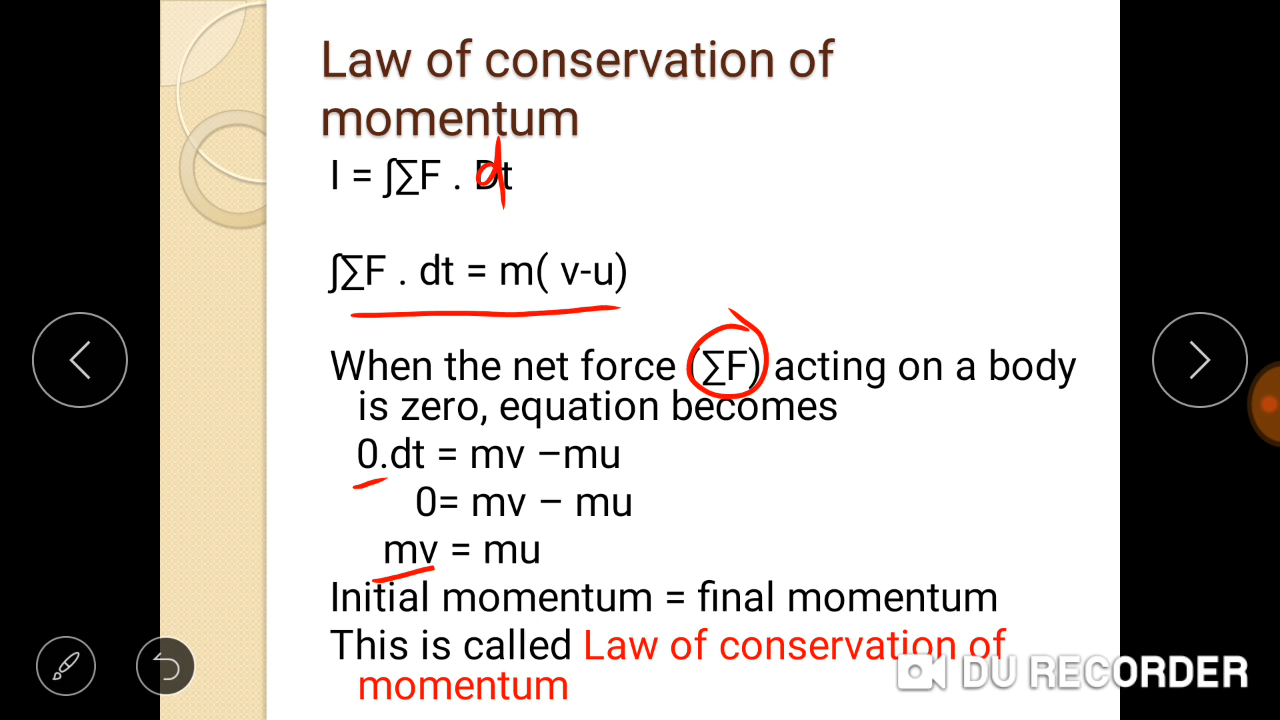 Law of conservation of
momentum
I = ∫∑F . Dt
d
∫∑F . dt = m( v-u)
When the net force (∑F) acting on a body
is zero, equation becomes
0.dt = mv –mu
0= mv – mu
mv = mu
Initial momentum = final momentum
This is called Law of conservation of
momentum
DU RECORDER